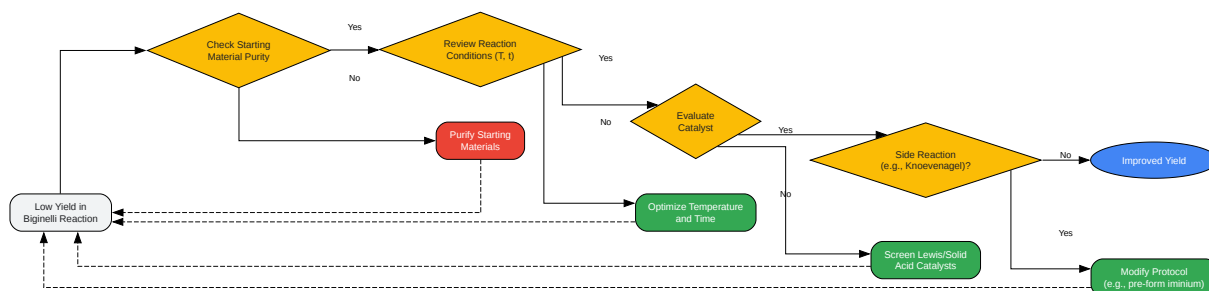 Check Starting
Material Purity
Yes
No
Review Reaction
Conditions (T, t)
Yes
No
Purify Starting
Materials
Evaluate
Catalyst
Yes
No
Side Reaction
(e.g., Knoevenagel)?
No
Yes
Improved Yield
Low Yield in
Biginelli Reaction
Optimize Temperature
and Time
Screen Lewis/Solid
Acid Catalysts
Modify Protocol
(e.g., pre-form iminium)